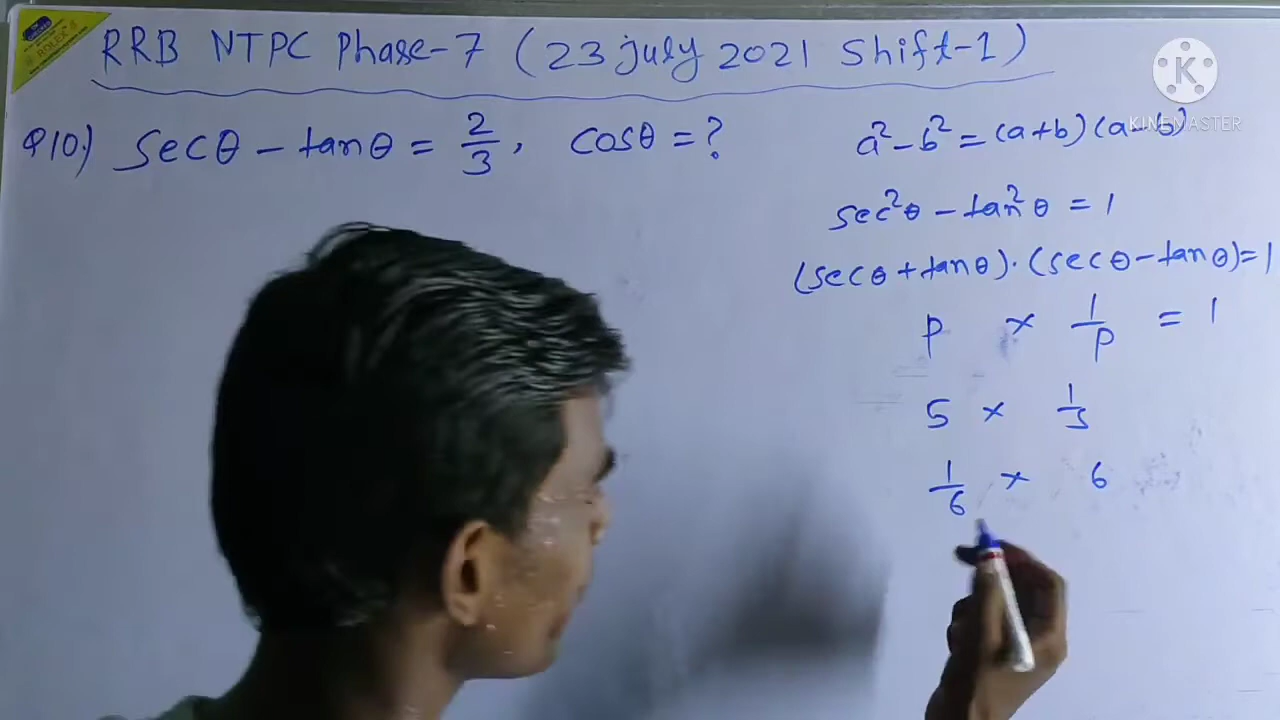 RRB NTPC Phase-7 (23 july 2021 Shift-1)
Q10.) secθ - tanθ = 2/3, cosθ = ?
a² - b² = (a+b)(a-b)
KINEMASTER
sec²θ - tan²θ = 1
(secθ + tanθ).(secθ - tanθ) = 1
p × 1/p = 1
5 × 1/5
1/6 × 6